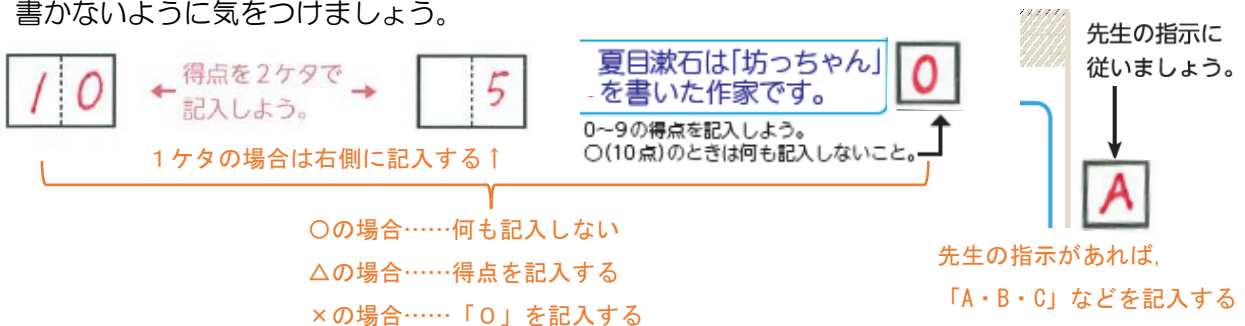 書かないように気をつけましょう。
10
← 得点を2ケタで
記入しよう。 →
5
1ケタの場合は右側に記入する↑
夏目漱石は「坊っちゃん」
を書いた作家です。
0
0~9の得点を記入しよう。
○(10点)のときは何も記入しないこと。
○の場合……何も記入しない
△の場合……得点を記入する
×の場合……「0」を記入する
先生の指示に
従いましょう。
A
先生の指示があれば,
「A・B・C」などを記入する